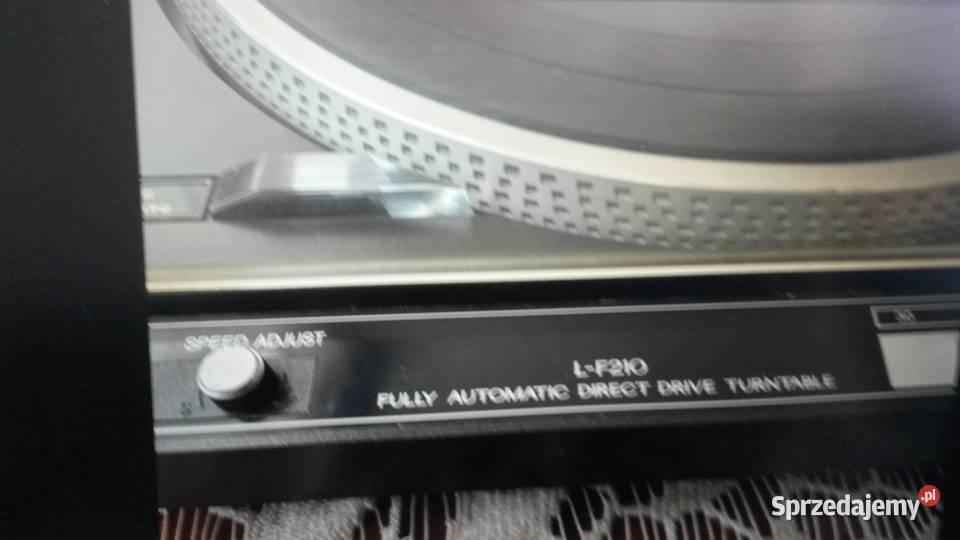 SPEED ADJUST
L-F210
FULLY AUTOMATIC DIRECT DRIVE TURNTABLE
Sprzedajemy.pl